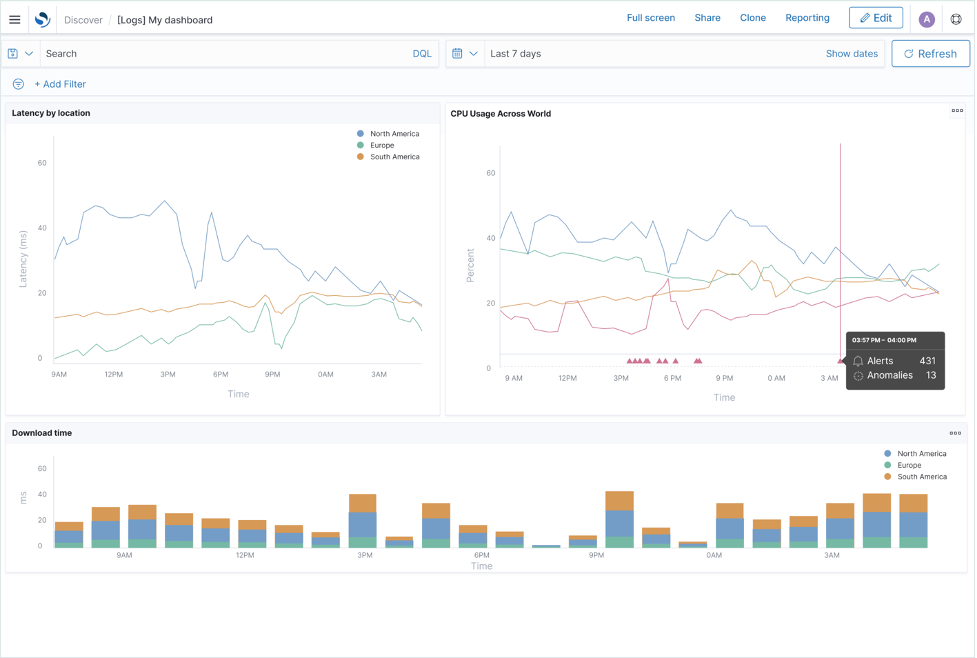 Discover / [Logs] My dashboard Full screen Share Clone Reporting Edit A
Search DQL Last 7 days Show dates Refresh
+ Add Filter
Latency by location
North America
Europe
South America
60
40
20
0
Latency (ms)
9AM 12PM 3PM 6PM 9PM 0AM 3AM
Time
CPU Usage Across World
60
40
20
0
Percent
03:57 PM – 04:00 PM
Alerts 431
Anomalies 13
9 AM 12PM 3PM 6 PM 9 PM 0 AM 3 AM
Time
Download time
North America
Europe
South America
60
40
20
0
ms
9AM 12PM 3PM 6PM 9PM 0AM 3AM
Time